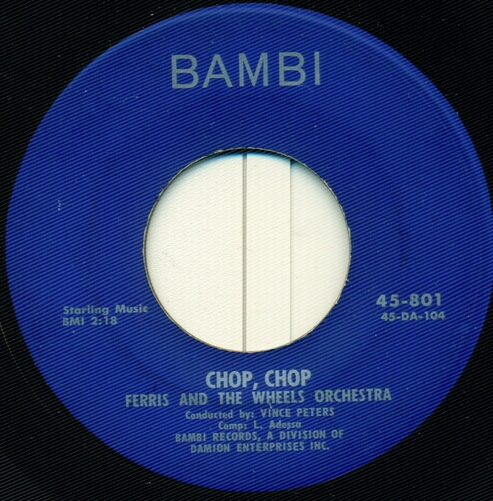 BAMBI
Starling Music
BMI 2:18
45-801
45-DA-104
CHOP, CHOP
FERRIS AND THE WHEELS ORCHESTRA
Conducted by: VINCE PETERS
Comp: L. Adessa
BAMBI RECORDS, A DIVISION OF
DAMION ENTERPRISES INC.